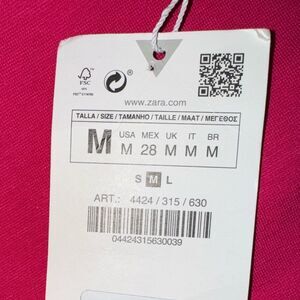 FSC
www.zara.com
TALLA / SIZE / TAMANHO / TAILLE / MAAT / ΜΕΓΕΘΟΣ
M USA MEX UK IT BR
M 28 M M M
S M L
ART.: 4424 / 315 / 630
04424315630039